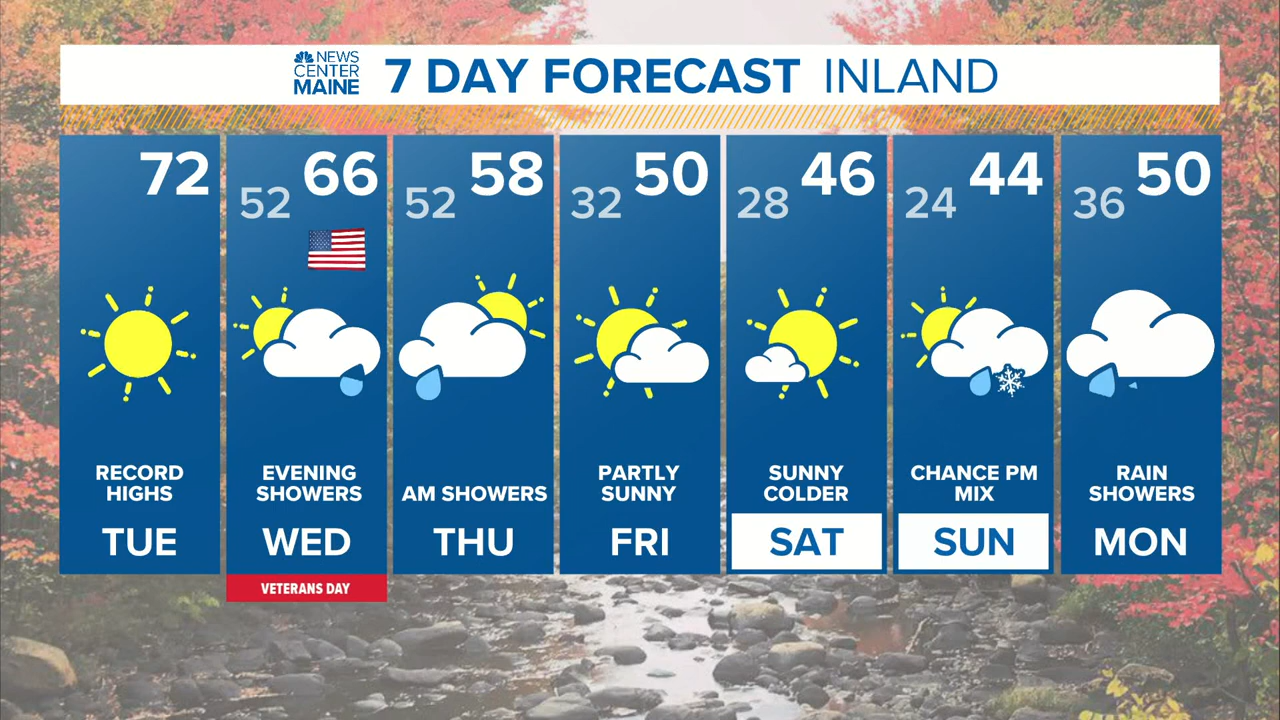 NEWS
CENTER
MAINE
7 DAY FORECAST INLAND
72
52 66
52 58
32 50
28 46
24 44
36 50
RECORD
HIGHS
EVENING
SHOWERS
AM SHOWERS
PARTLY
SUNNY
SUNNY
COLDER
CHANCE PM
MIX
RAIN
SHOWERS
TUE
WED
THU
FRI
SAT
SUN
MON
VETERANS DAY